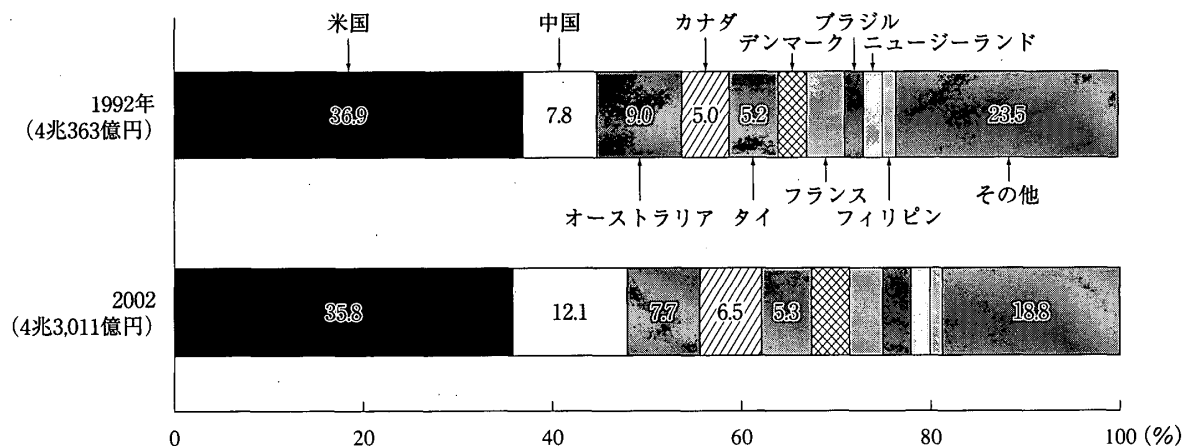 米国
中国
カナダ
デンマーク
ブラジル
ニュージーランド
1992年
(4兆363億円)
36.9
7.8
9.0
5.0
5.2
23.5
オーストラリア
タイ
フランス
フィリピン
その他
2002
(4兆3,011億円)
35.8
12.1
7.7
6.5
5.3
18.8
0 20 40 60 80 100 (%)